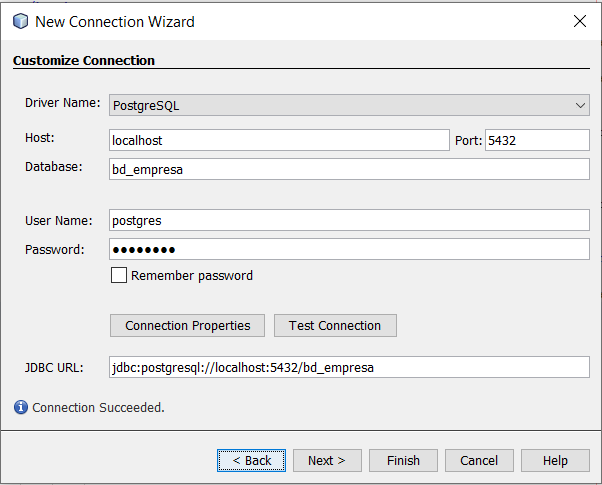 New Connection Wizard
Customize Connection
Driver Name: PostgreSQL
Host: localhost Port: 5432
Database: bd_empresa
User Name: postgres
Password: ●●●●●●●●
Remember password
Connection Properties Test Connection
JDBC URL: jdbc:postgresql://localhost:5432/bd_empresa
Connection Succeeded.
< Back Next > Finish Cancel Help